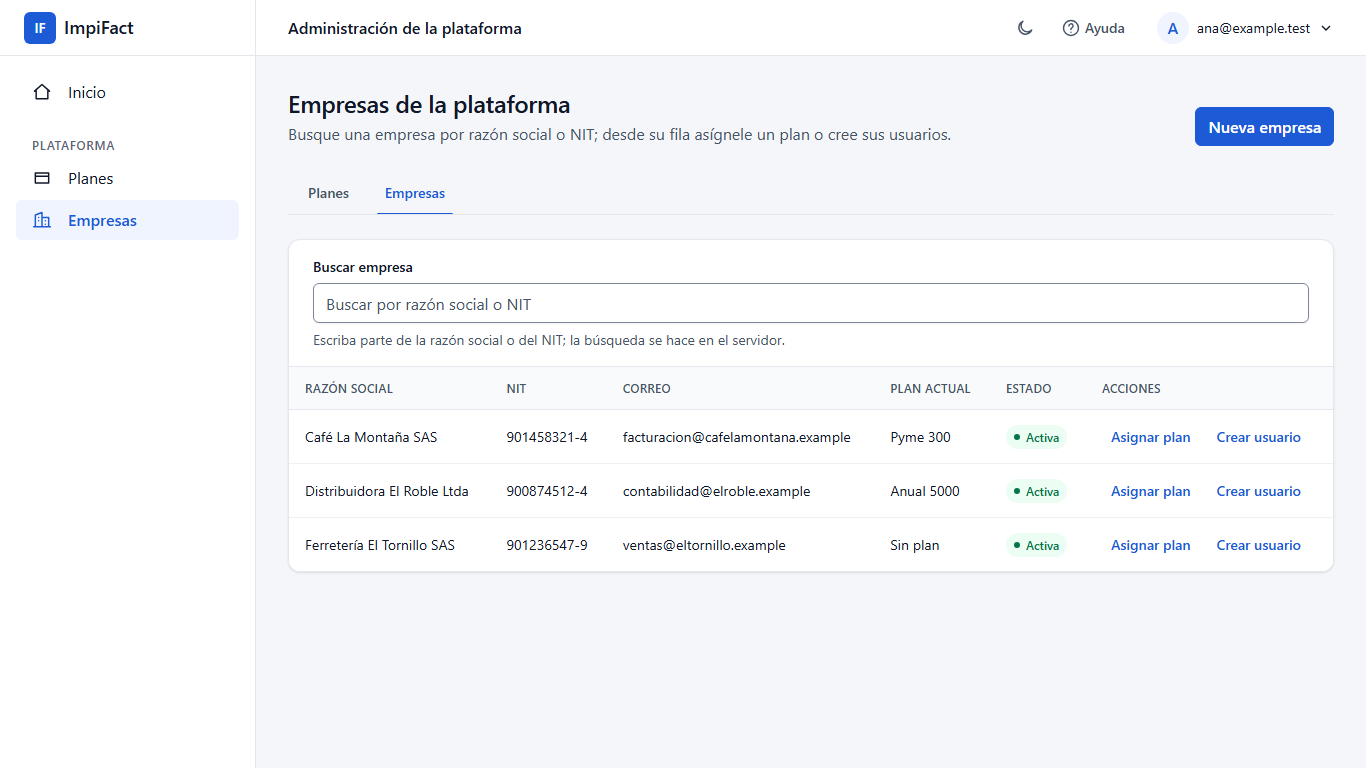 IF ImpiFact
Administración de la plataforma
Ayuda
A ana@example.test
Inicio
PLATAFORMA
Planes
Empresas
Empresas de la plataforma
Busque una empresa por razón social o NIT; desde su fila asígnele un plan o cree sus usuarios.
Nueva empresa
Planes Empresas
Buscar empresa
Buscar por razón social o NIT
Escriba parte de la razón social o del NIT; la búsqueda se hace en el servidor.
RAZÓN SOCIAL NIT CORREO PLAN ACTUAL ESTADO ACCIONES
Café La Montaña SAS 901458321-4 facturacion@cafelamontana.example Pyme 300 Activa Asignar plan Crear usuario
Distribuidora El Roble Ltda 900874512-4 contabilidad@elroble.example Anual 5000 Activa Asignar plan Crear usuario
Ferretería El Tornillo SAS 901236547-9 ventas@eltornillo.example Sin plan Activa Asignar plan Crear usuario